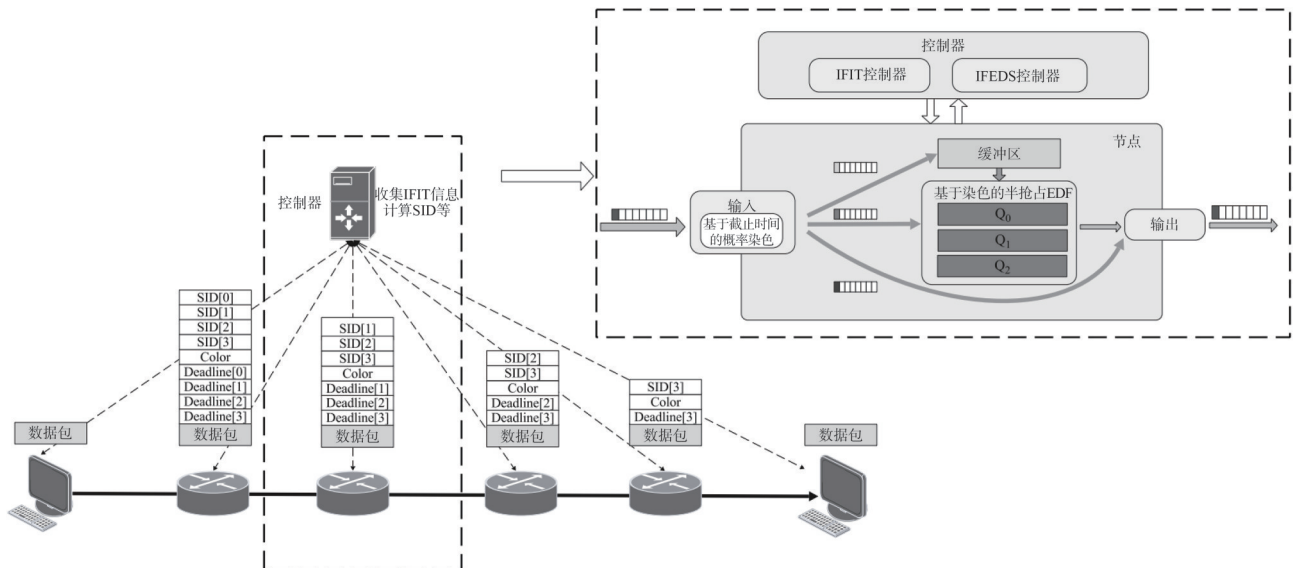 控制器
IFIT控制器
IFEDS控制器
节点
缓冲区
基于染色的半抢占EDF
Q0
Q1
Q2
输入
基于截止时间
的概率染色
输出
控制器
收集IFIT信息
计算SID等
SID[0]
SID[1]
SID[2]
SID[3]
Color
Deadline[0]
Deadline[1]
Deadline[2]
Deadline[3]
数据包
SID[1]
SID[2]
SID[3]
Color
Deadline[1]
Deadline[2]
Deadline[3]
数据包
SID[2]
SID[3]
Color
Deadline[2]
Deadline[3]
数据包
SID[3]
Color
Deadline[3]
数据包
数据包
数据包